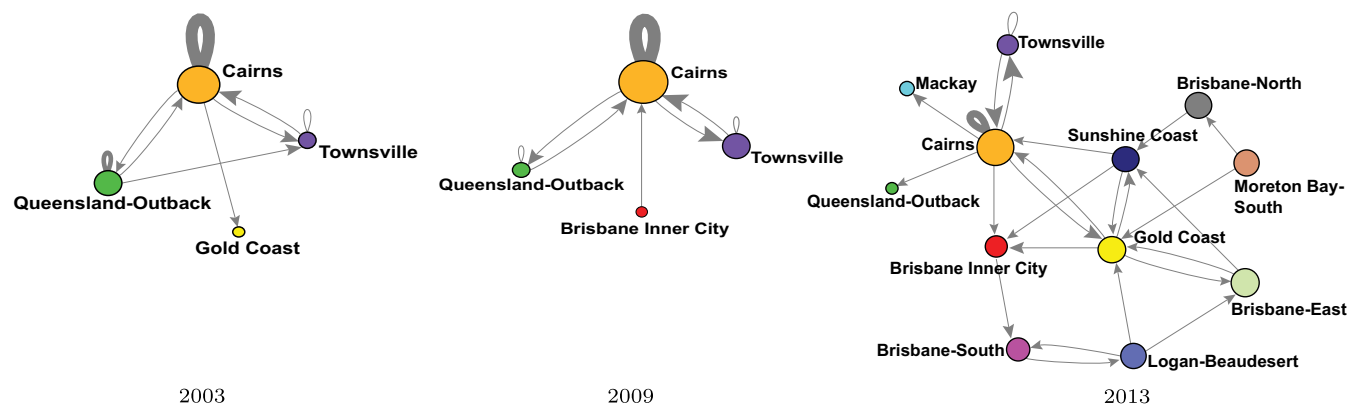 Cairns
Townsville
Queensland-Outback
Gold Coast
2003
Cairns
Townsville
Queensland-Outback
Brisbane Inner City
2009
Townsville
Mackay
Brisbane-North
Sunshine Coast
Cairns
Moreton Bay-
South
Queensland-Outback
Gold Coast
Brisbane Inner City
Brisbane-East
Brisbane-South
Logan-Beaudesert
2013